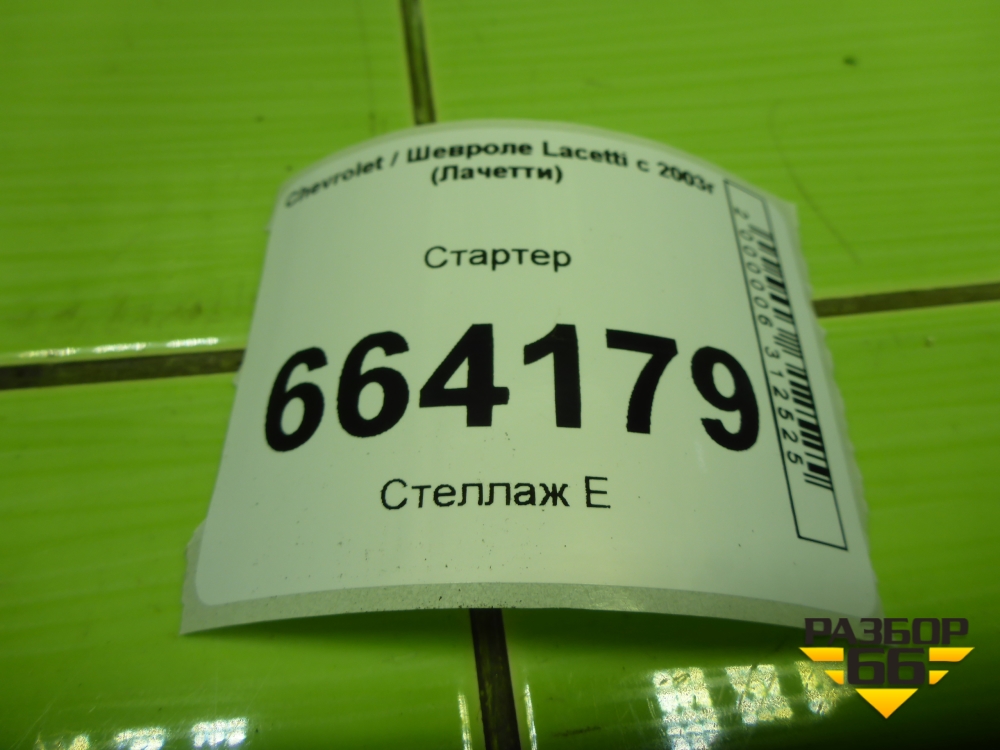 Chevrolet / Шевроле Lacetti с 2003г
(Лачетти)
Стартер
664179
Стеллаж Е
2000006312525
РАЗБОР
66